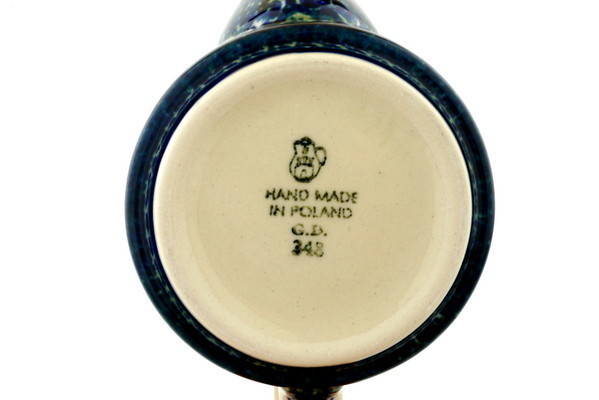 HAND MADE
IN POLAND
G.D.
348